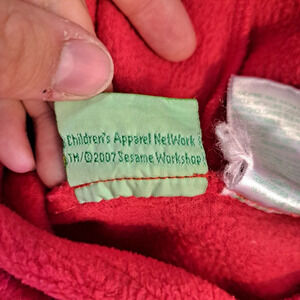 Children's Apparel NetWork
TM/©2007 Sesame Workshop